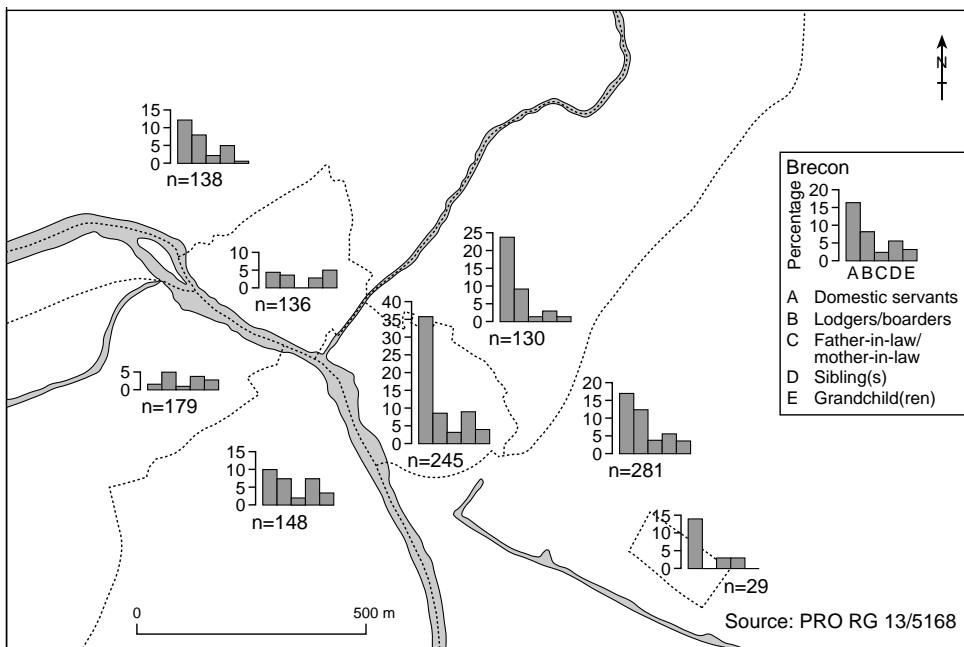 N
15
10
5
0
n=138
10
5
0
n=136
25
20
15
10
5
0
n=130
40
35
30
25
20
15
10
5
0
n=245
5
0
n=179
15
10
5
0
n=148
20
15
10
5
0
n=281
15
10
5
0
n=29
Brecon
Percentage
20
15
10
5
0
A B C D E
A Domestic servants
B Lodgers/boarders
C Father-in-law/
mother-in-law
D Sibling(s)
E Grandchild(ren)
0 500 m
Source: PRO RG 13/5168